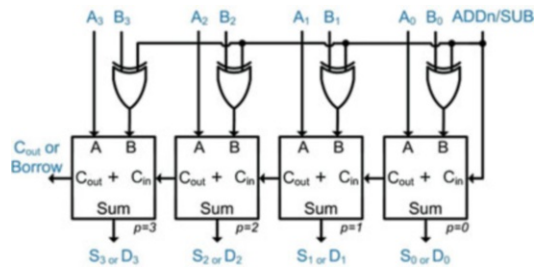 A₃ B₃ A₂ B₂ A₁ B₁ A₀ B₀ ADDn/SUB
A B A B A B A B
Cout or
Borrow
Cout + Cin Cout + Cin Cout + Cin Cout + Cin
Sum Sum Sum Sum
p=3 p=2 p=1 p=0
S₃ or D₃ S₂ or D₂ S₁ or D₁ S₀ or D₀